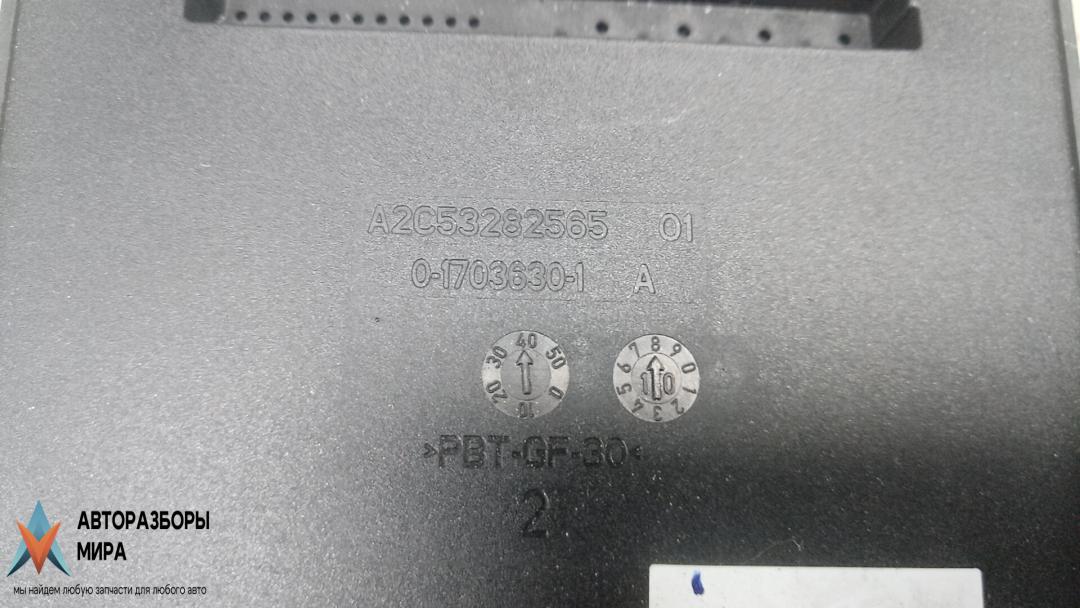 A2C53282565 01
0-1703630-1 A
40
30 50
20 0
10
7 8 9
6 1 0 0
5 1
4 3 2
>PBT-GF-30<
2
АВТОРАЗБОРЫ
МИРА
мы найдем любую запчасти для любого авто